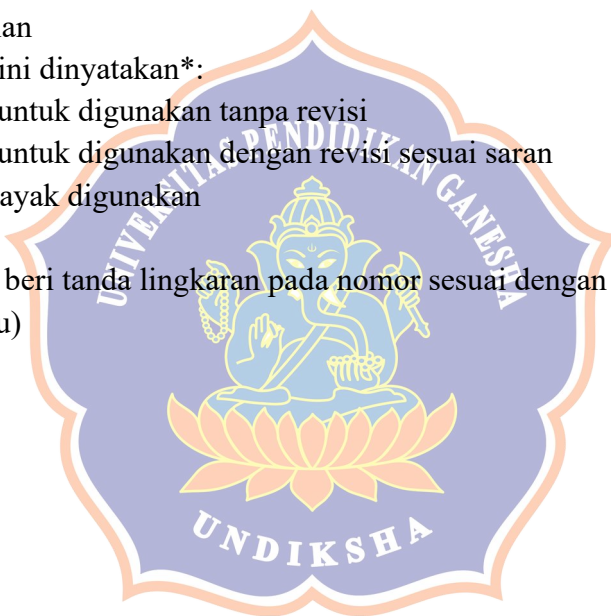 an
ini dinyatakan*:
untuk digunakan tanpa revisi
untuk digunakan dengan revisi sesuai saran
ayak digunakan
beri tanda lingkaran pada nomor sesuai dengan
u)
UNIVERSITAS PENDIDIKAN GANESHA
UNDIKSHA